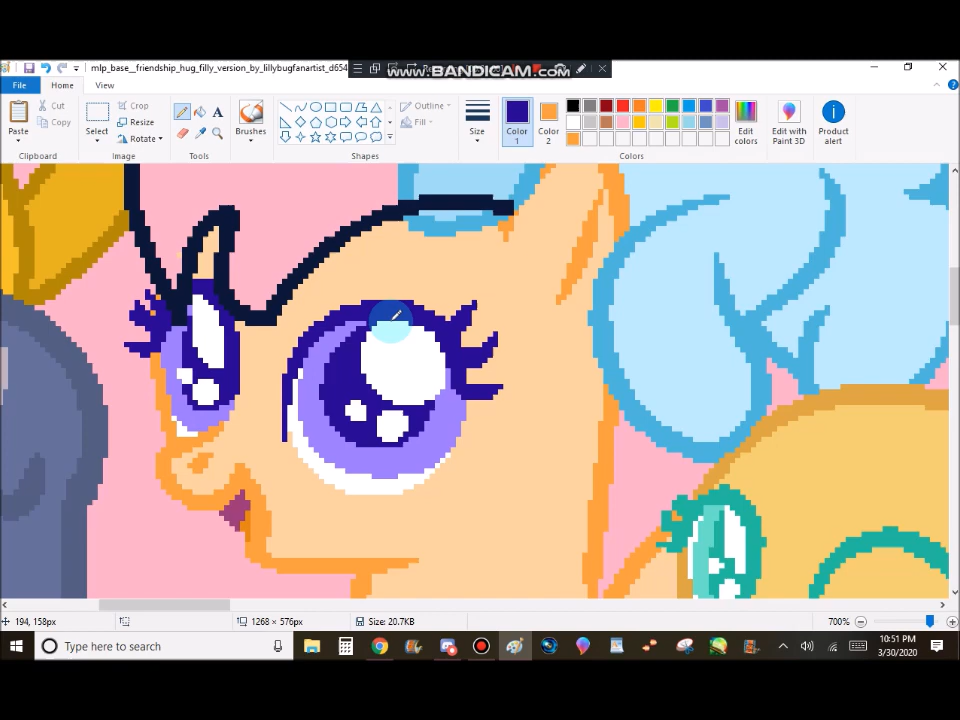 mlp_base__friendship_hug_filly_version_by_lillybugfanartist_d654
www.BANDICAM.com
File Home View
Paste
Cut
Copy
Clipboard
Select
Crop
Resize
Rotate
Image
Tools
Brushes
Outline
Fill
Shapes
Size
Color
1
Color
2
Edit
colors
Colors
Edit with
Paint 3D
Product
alert
194, 158px
1268 × 576px
Size: 20.7KB
700%
Type here to search
10:51 PM
3/30/2020